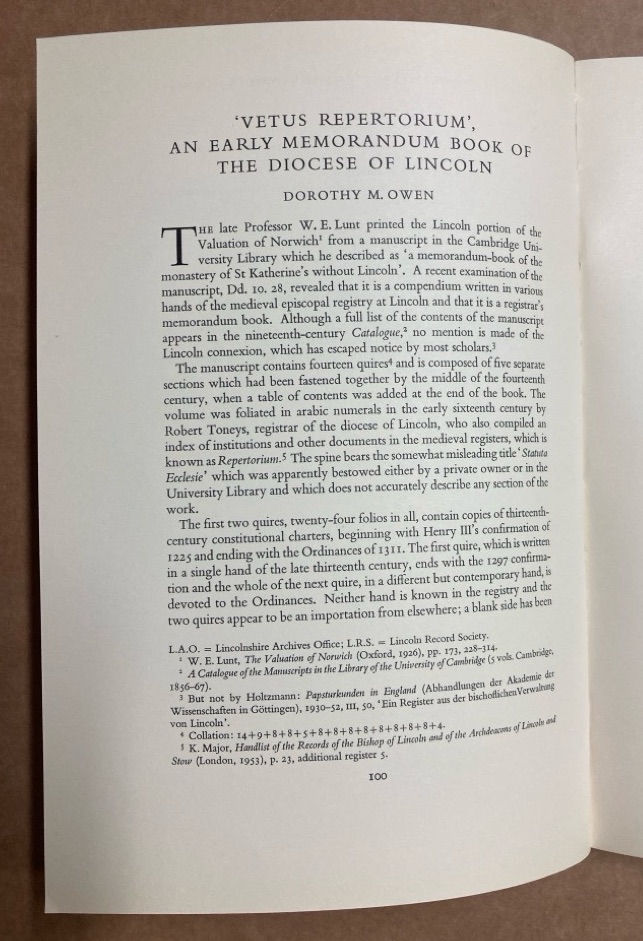 ‘VETUS REPERTORIUM’,
AN EARLY MEMORANDUM BOOK OF
THE DIOCESE OF LINCOLN
DOROTHY M. OWEN
THE late Professor W. E. Lunt printed the Lincoln portion of the
Valuation of Norwich¹ from a manuscript in the Cambridge Uni-
versity Library which he described as ‘a memorandum-book of the
monastery of St Katherine's without Lincoln’. A recent examination of the
manuscript, Dd. 10. 28, revealed that it is a compendium written in various
hands of the medieval episcopal registry at Lincoln and that it is a registrar's
memorandum book. Although a full list of the contents of the manuscript
appears in the nineteenth-century Catalogue,² no mention is made of the
Lincoln connexion, which has escaped notice by most scholars.³
The manuscript contains fourteen quires⁴ and is composed of five separate
sections which had been fastened together by the middle of the fourteenth
century, when a table of contents was added at the end of the book. The
volume was foliated in arabic numerals in the early sixteenth century by
Robert Toneys, registrar of the diocese of Lincoln, who also compiled an
index of institutions and other documents in the medieval registers, which is
known as Repertorium.⁵ The spine bears the somewhat misleading title ‘Statuta
Ecclesie’ which was apparently bestowed either by a private owner or in the
University Library and which does not accurately describe any section of the
work.
The first two quires, twenty-four folios in all, contain copies of thirteenth-
century constitutional charters, beginning with Henry III's confirmation of
1225 and ending with the Ordinances of 1311. The first quire, which is written
in a single hand of the late thirteenth century, ends with the 1297 confirma-
tion and the whole of the next quire, in a different but contemporary hand, is
devoted to the Ordinances. Neither hand is known in the registry and the
two quires appear to be an importation from elsewhere; a blank side has been
L.A.O. = Lincolnshire Archives Office; L.R.S. = Lincoln Record Society.
¹ W. E. Lunt, The Valuation of Norwich (Oxford, 1926), pp. 173, 228–314.
² A Catalogue of the Manuscripts in the Library of the University of Cambridge (5 vols. Cambridge,
1856–67).
³ But not by Holtzmann: Papsturkunden in England (Abhandlungen der Akademie der
Wissenschaften in Göttingen), 1930–52, III, 50, ‘Ein Register aus der bischoflichen Verwaltung
von Lincoln’.
⁴ Collation: 14+9+8+8+5+8+8+8+8+8+8+8+8+4.
⁵ K. Major, Handlist of the Records of the Bishop of Lincoln and of the Archdeacons of Lincoln and
Stow (London, 1953), p. 23, additional register 5.
100